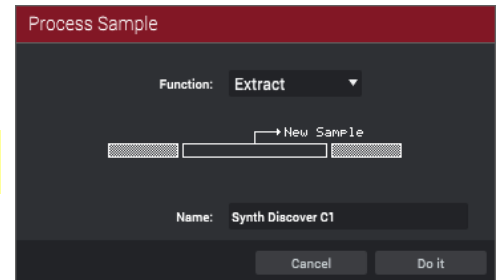 Process Sample
Function: Extract
New Sample
Name: Synth Discover C1
Cancel Do it